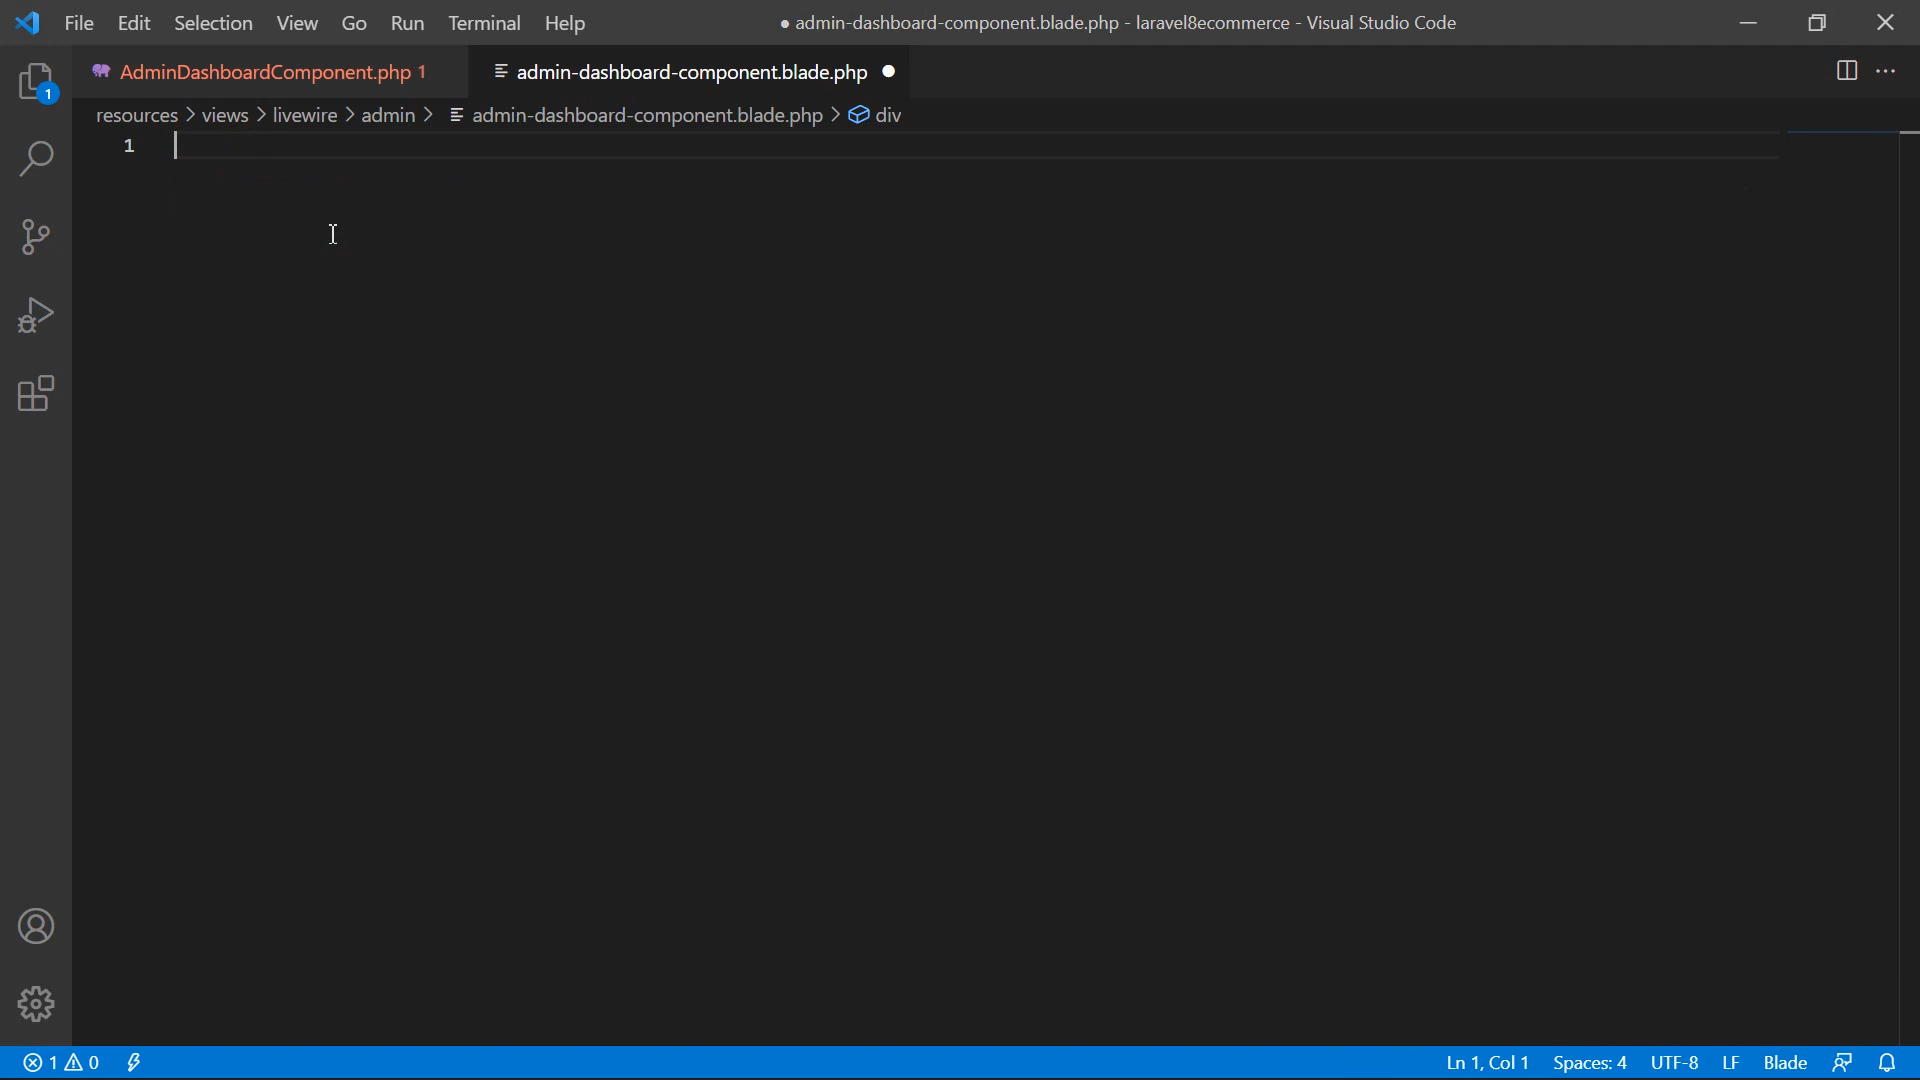 File Edit Selection View Go Run Terminal Help ● admin-dashboard-component.blade.php - laravel8ecommerce - Visual Studio Code
AdminDashboardComponent.php 1 admin-dashboard-component.blade.php ●
1
resources > views > livewire > admin > admin-dashboard-component.blade.php > div
1
1 0 Ln 1, Col 1 Spaces: 4 UTF-8 LF Blade